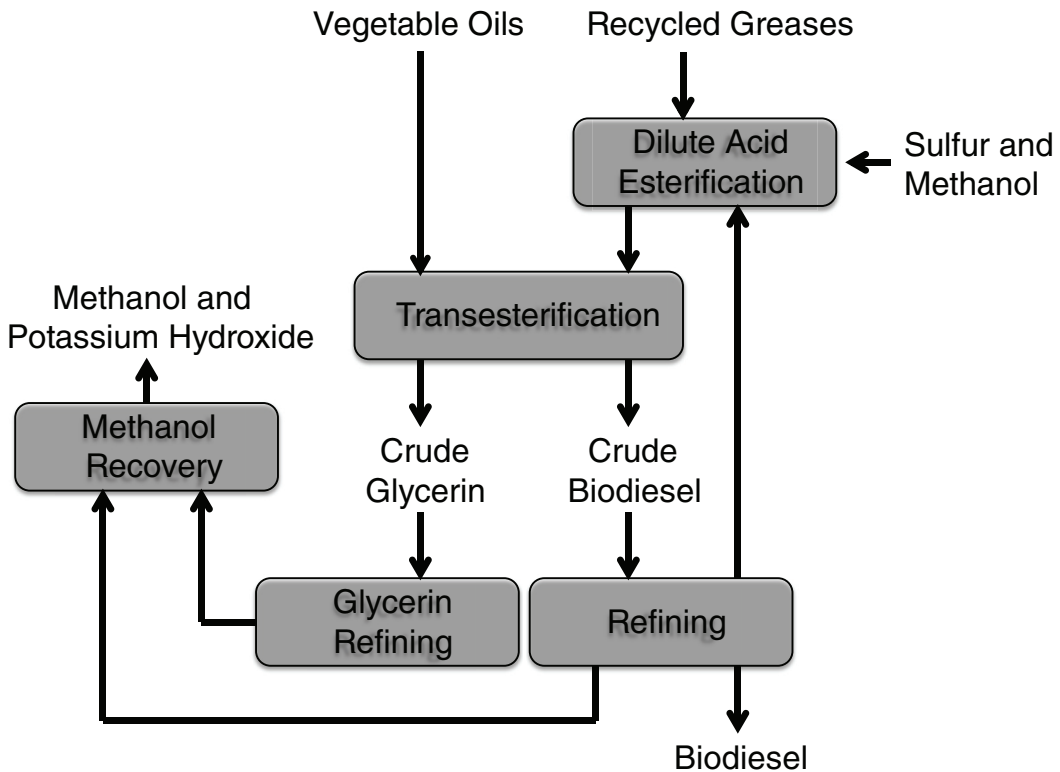 Vegetable Oils
Recycled Greases
Dilute Acid
Esterification
Sulfur and
Methanol
Transesterification
Methanol and
Potassium Hydroxide
Methanol
Recovery
Crude
Glycerin
Crude
Biodiesel
Glycerin
Refining
Refining
Biodiesel